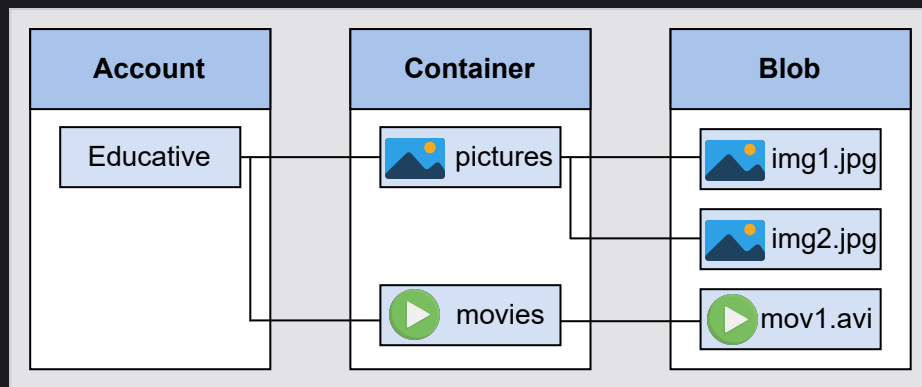 Account
Container
Blob
Educative
pictures
img1.jpg
img2.jpg
movies
mov1.avi